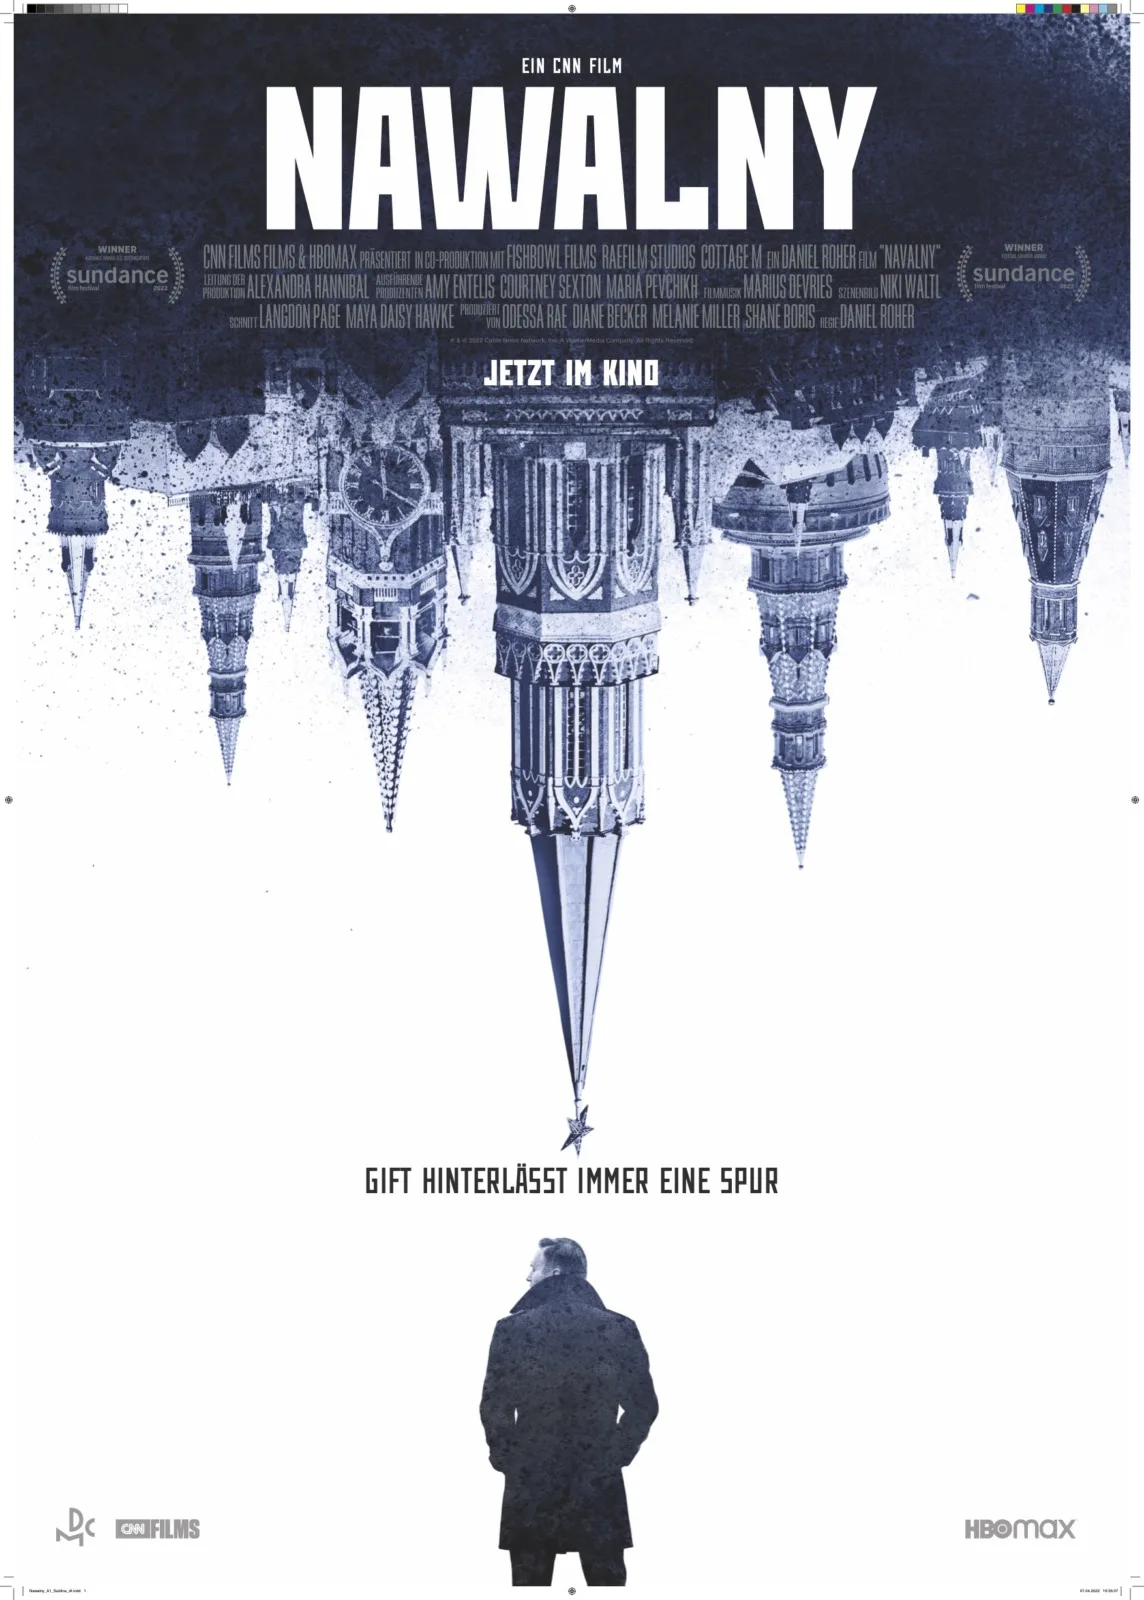 EIN CNN FILM
NAWALNY
WINNER
sundance
film festival 2022
CNN FILMS FILMS & HBOMAX PRÄSENTIERT IN CO-PRODUKTION MIT FISHBOWL FILMS RAEFILM STUDIOS COTTAGE M EIN DANIEL ROHER FILM "NAVALNY"
LEITUNG DER PRODUKTION ALEXANDRA HANNIBAL AUSFÜHRENDE PRODUZENTEN AMY ENTELIS COURTNEY SEXTON MARIA PEVCHIKH FILMMUSIK MARIUS DEVRIES SZENENBILD NIKI WALTL
SCHNITT LANGDON PAGE MAYA DAISY HAWKE PRODUZIERT VON ODESSA RAE DIANE BECKER MELANIE MILLER SHANE BORIS REGIE DANIEL ROHER
WINNER
sundance
film festival 2022
JETZT IM KINO
GIFT HINTERLÄSST IMMER EINE SPUR
DCM
CNN FILMS
HBOMAX